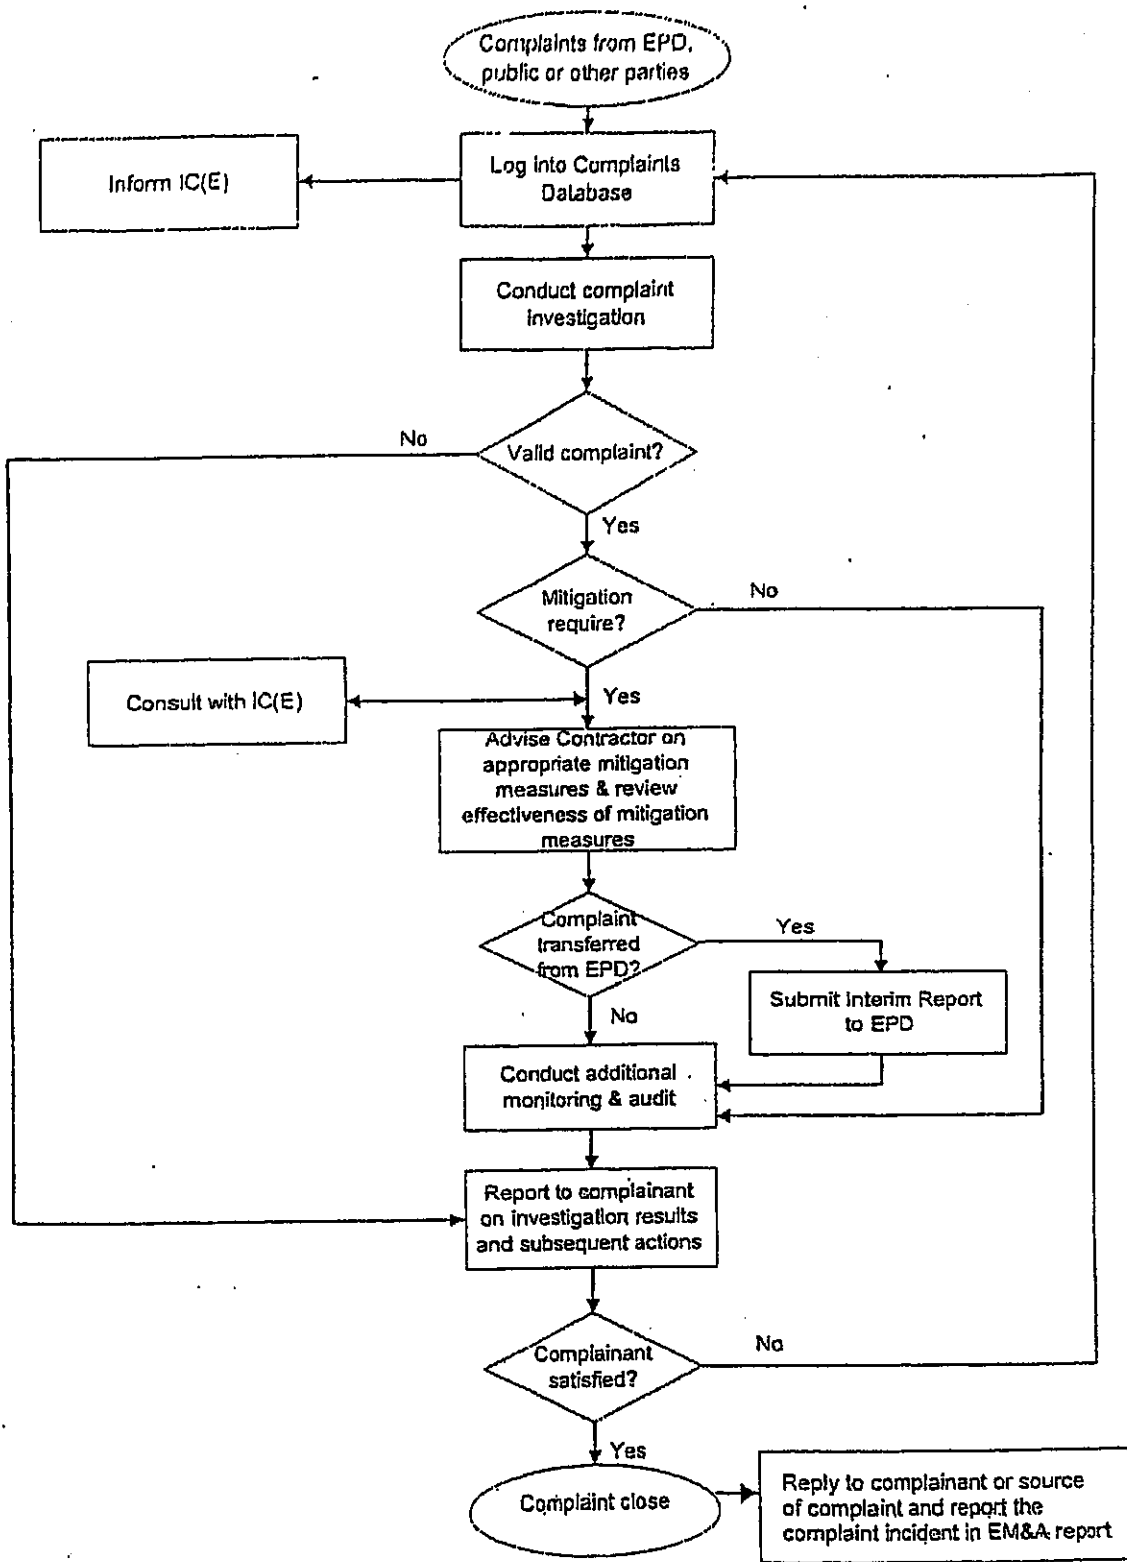 Complaints from EPD,
public or other parties
Inform IC(E)
Log into Complaints
Database
Conduct complaint
investigation
No
Valid complaint?
Yes
Mitigation
require?
No
Consult with IC(E)
Yes
Advise Contractor on
appropriate mitigation
measures & review
effectiveness of mitigation
measures
Complaint
transferred
from EPD?
Yes
Submit Interim Report
to EPD
No
Conduct additional
monitoring & audit
Report to complainant
on investigation results
and subsequent actions
Complainant
satisfied?
No
Yes
Complaint close
Reply to complainant or source
of complaint and report the
complaint incident in EM&A report